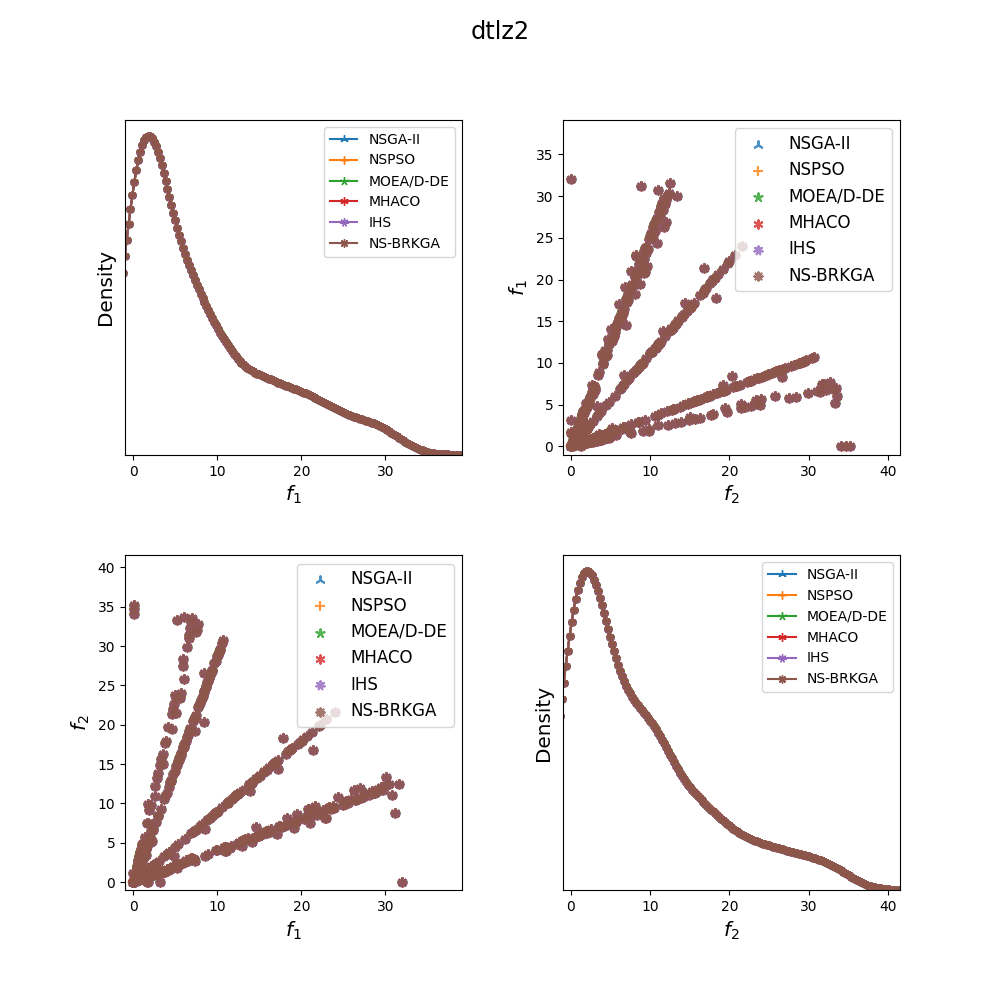 dtlz2
NSGA-II
NSPSO
MOEA/D-DE
MHACO
IHS
NS-BRKGA
Density
0 10 20 30
f1
NSGA-II
NSPSO
MOEA/D-DE
MHACO
IHS
NS-BRKGA
35
30
25
20
15
10
5
0
f1
0 10 20 30 40
f2
NSGA-II
NSPSO
MOEA/D-DE
MHACO
IHS
NS-BRKGA
40
35
30
25
20
15
10
5
0
f2
0 10 20 30
f1
NSGA-II
NSPSO
MOEA/D-DE
MHACO
IHS
NS-BRKGA
Density
0 10 20 30 40
f2